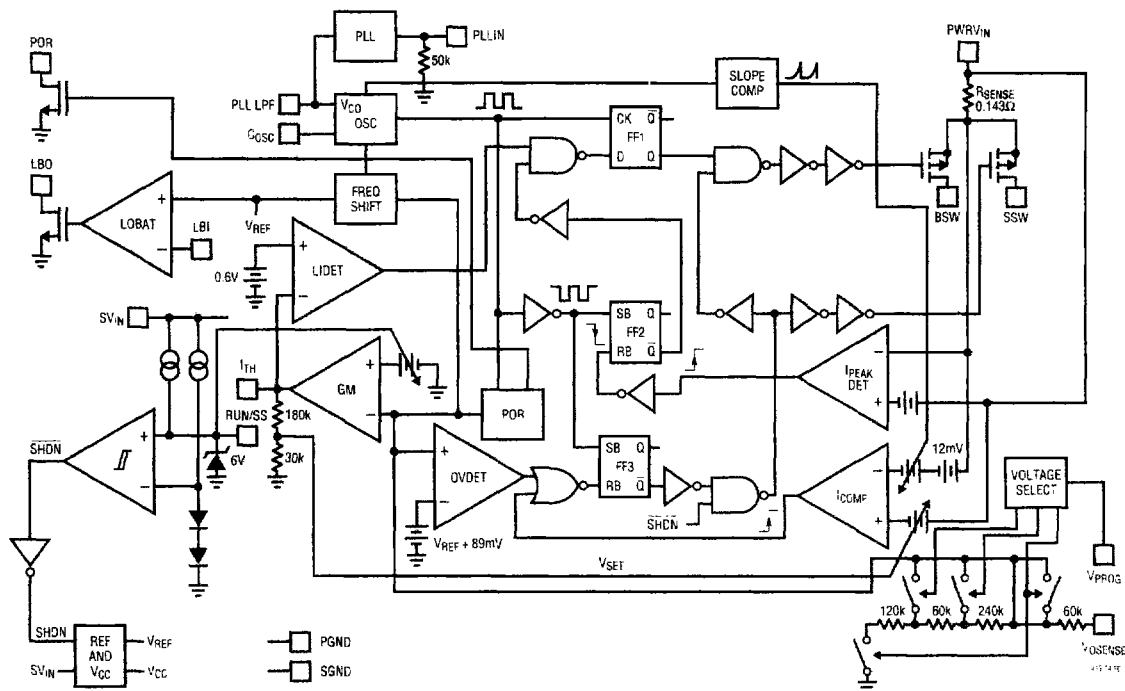 POR
PLL
PLLIN
50k
PWRVIN
RSENSE
0.143Ω
SLOPE
COMP
PLL LPF
VCO
OSC
COSC
CK Q
FF1
D Q
LBO
LOBAT
+
−
VREF
LBI
FREQ
SHIFT
BSW
SSW
+
LIDET
−
0.6V
SVIN
SB Q
FF2
RB Q
ITH
GM
+
−
180k
RUN/SS
6V
30k
POR
−
IPEAK
DET
+
SHDN
+
−
+
OVDET
−
SB Q
FF3
RB Q
SHDN
−
ICOMP
+
12mV
VOLTAGE
SELECT
VREF + 89mV
VSET
VPROG
120k
60k
240k
60k
VOSENSE
SHDN
REF
AND
VCC
VREF
VCC
SVIN
PGND
SGND